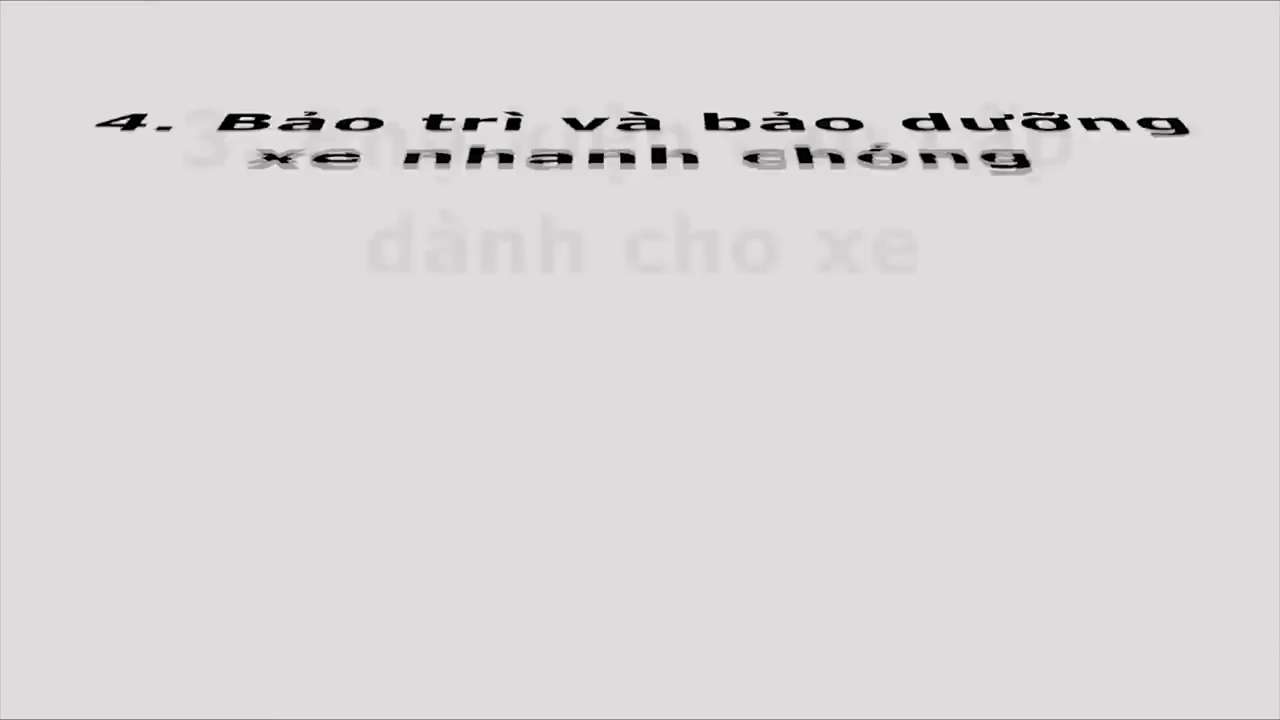 4. Bảo trì và bảo dưỡng
xe nhanh chóng
dành cho xe